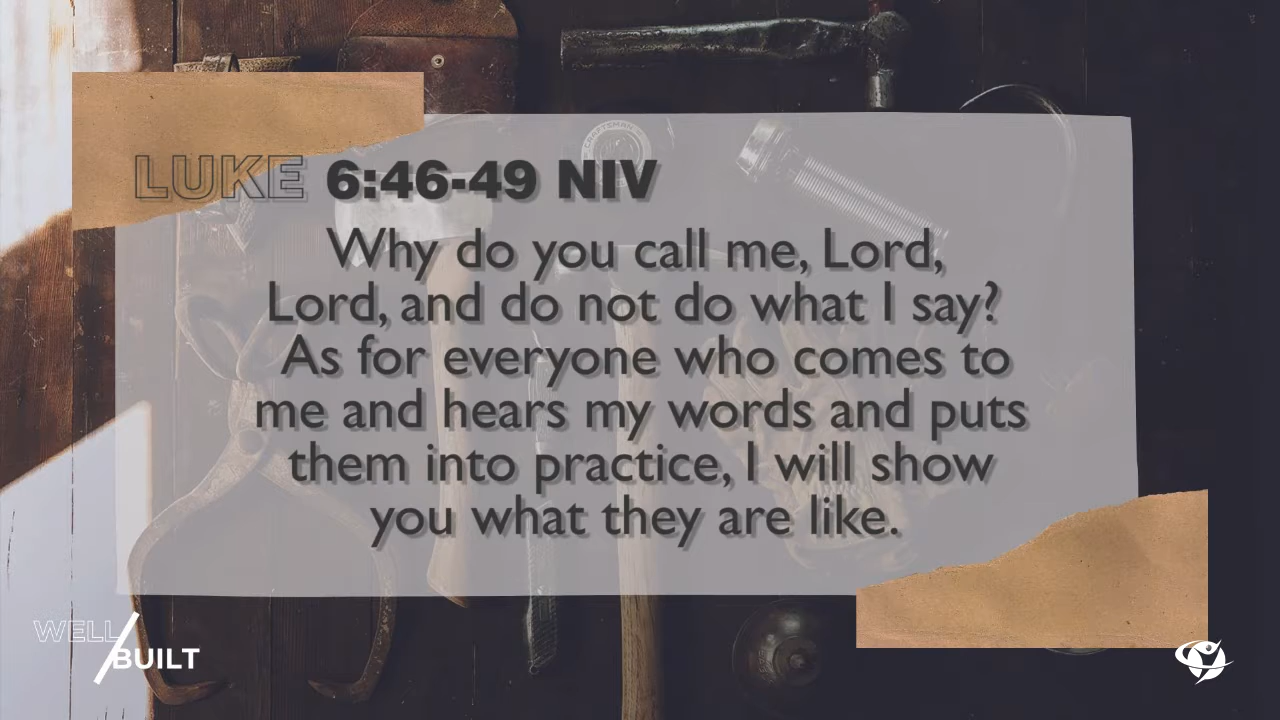 LUKE 6:46-49 NIV
Why do you call me, Lord,
Lord, and do not do what I say?
As for everyone who comes to
me and hears my words and puts
them into practice, I will show
you what they are like.
CRAFTSMAN
WELL
BUILT